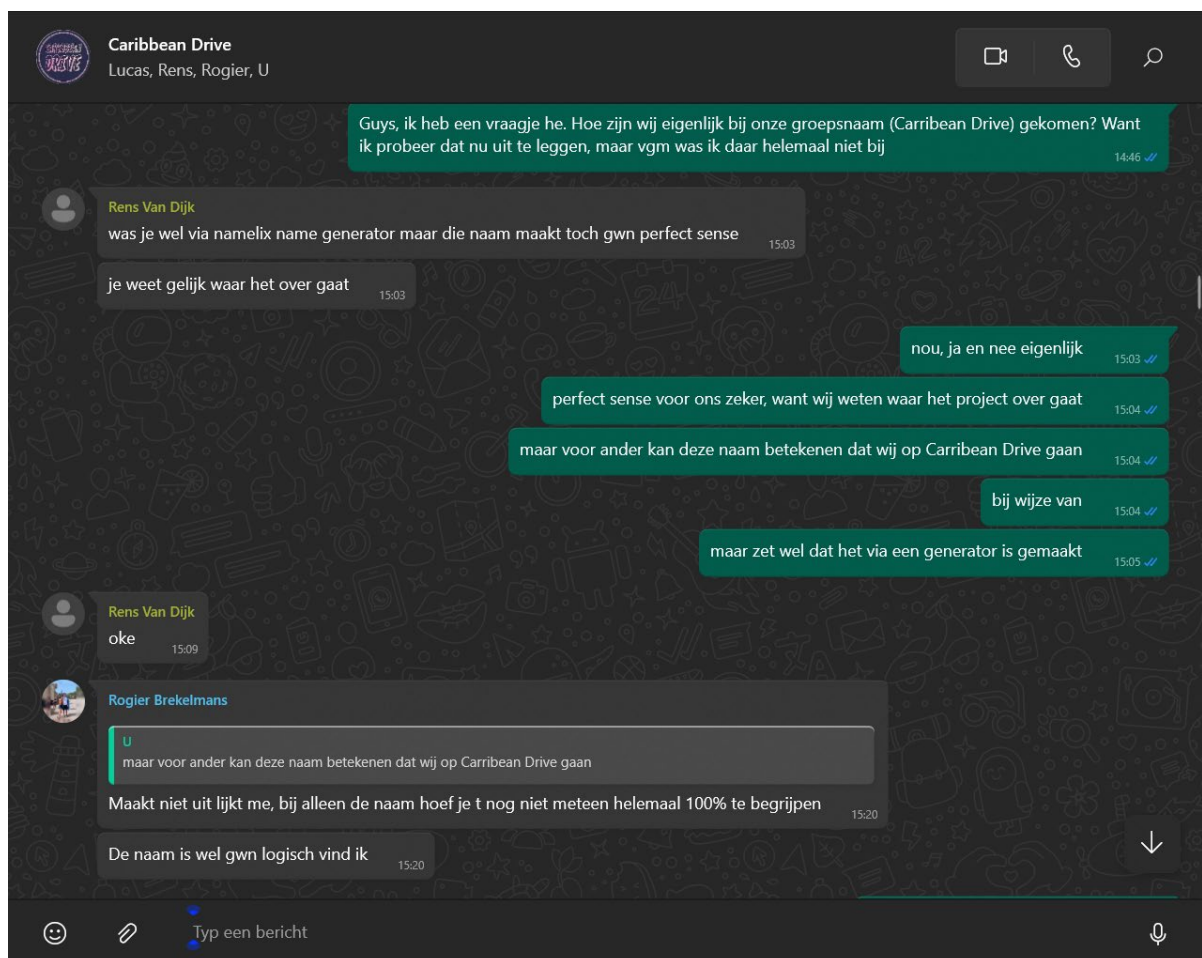 CARIBBEAN
DRIVE
Caribbean Drive
Lucas, Rens, Rogier, U
Guys, ik heb een vraagje he. Hoe zijn wij eigenlijk bij onze groepsnaam (Carribean Drive) gekomen? Want
ik probeer dat nu uit te leggen, maar vgm was ik daar helemaal niet bij
14:46
Rens Van Dijk
was je wel via namelix name generator maar die naam maakt toch gwn perfect sense
15:03
je weet gelijk waar het over gaat
15:03
nou, ja en nee eigenlijk
15:03
perfect sense voor ons zeker, want wij weten waar het project over gaat
15:04
maar voor ander kan deze naam betekenen dat wij op Carribean Drive gaan
15:04
bij wijze van
15:04
maar zet wel dat het via een generator is gemaakt
15:05
Rens Van Dijk
oke
15:09
Rogier Brekelmans
U
maar voor ander kan deze naam betekenen dat wij op Carribean Drive gaan
Maakt niet uit lijkt me, bij alleen de naam hoef je t nog niet meteen helemaal 100% te begrijpen
15:20
De naam is wel gwn logisch vind ik
15:20
Typ een bericht